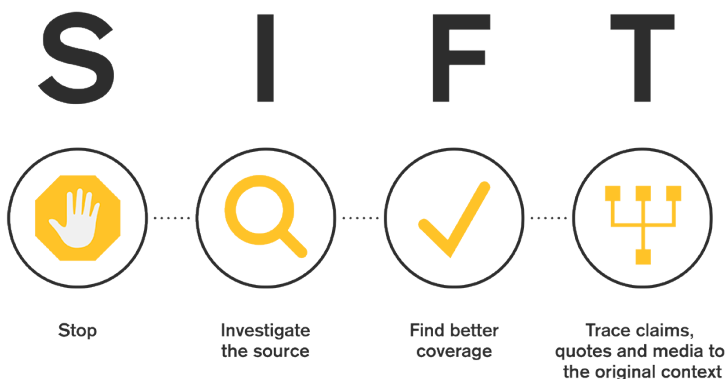 S I F T
Stop
Investigate
the source
Find better
coverage
Trace claims,
quotes and media to
the original context